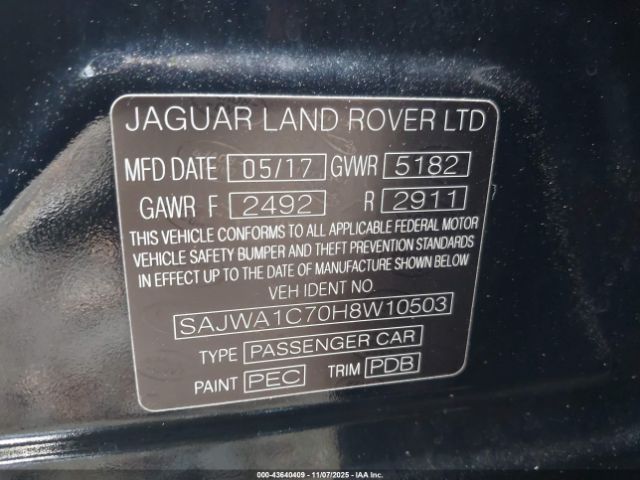 JAGUAR LAND ROVER LTD
MFD DATE 05/17 GVWR 5182
GAWR F 2492 R 2911
THIS VEHICLE CONFORMS TO ALL APPLICABLE FEDERAL MOTOR
VEHICLE SAFETY BUMPER AND THEFT PREVENTION STANDARDS
IN EFFECT UP TO THE DATE OF MANUFACTURE SHOWN BELOW
VEH IDENT NO.
SAJWA1C70H8W10503
TYPE PASSENGER CAR
PAINT PEC TRIM PDB
000-43640409 11/07/2025 IAAI.COM